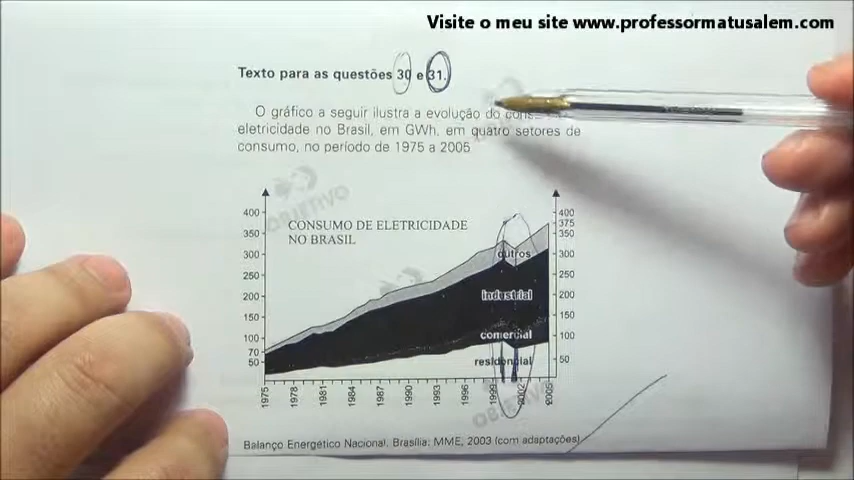 Visite o meu site www.professormatusalem.com
Texto para as questões 30 e 31.
O gráfico a seguir ilustra a evolução do
eletricidade no Brasil, em GWh, em quatro setores de
consumo, no período de 1975 a 2005
OBJETIVO
CONSUMO DE ELETRICIDADE
NO BRASIL
400
350
300
250
200
150
100
70
50
400
375
350
300
250
200
150
100
50
outros
industrial
comercial
residencial
1975
1978
1981
1984
1987
1990
1993
1996
1999
2002
2005
OBJETIVO
Balanço Energético Nacional. Brasília: MME, 2003 (com adaptações)